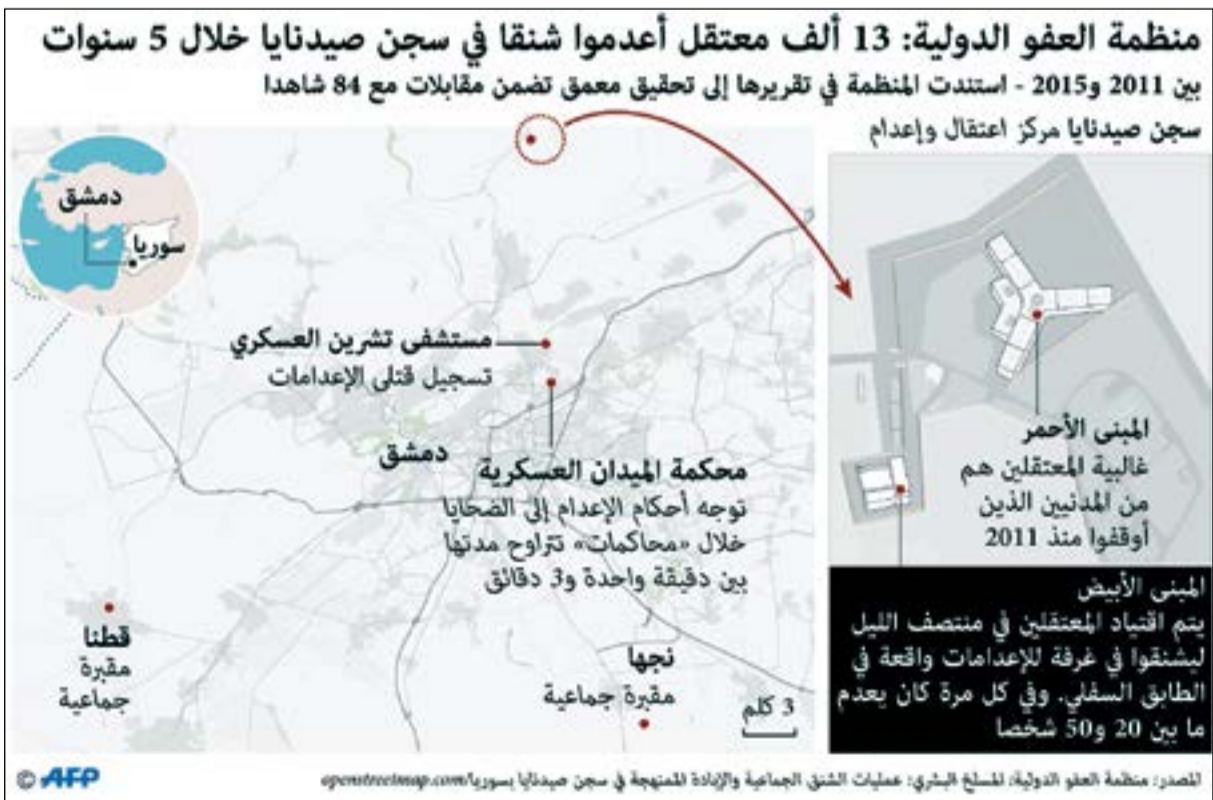 منظمة العفو الدولية: 13 ألف معتقل أعدموا شنقا في سجن صيدنايا خلال 5 سنوات
بين 2011 و2015 - استندت المنظمة في تقريرها إلى تحقيق معمق تضمن مقابلات مع 84 شاهدا
سجن صيدنايا مركز اعتقال وإعدام
دمشق
سوريا
مستشفى تشرين العسكري
تسجيل قتلى الإعدامات
دمشق
محكمة الميدان العسكرية
توجه أحكام الإعدام إلى الضحايا
خلال «محاكمات» تتراوح مدتها
بين دقيقة واحدة و3 دقائق
المبنى الأحمر
غالبية المعتقلين هم
من المدنيين الذين
أوقفوا منذ 2011
المبنى الأبيض
يتم اقتياد المعتقلين في منتصف الليل
ليشنقوا في غرفة للإعدامات واقعة في
الطابق السفلي. وفي كل مرة كان يعدم
ما بين 20 و50 شخصا
قطنا
مقبرة
جماعية
نجها
مقبرة جماعية
3 كلم
المصدر: منظمة العفو الدولية: المسلخ البشري: عمليات الشنق الجماعية والإبادة الممنهجة في سجن صيدنايا بسوريا/openstreetmap.com
© AFP